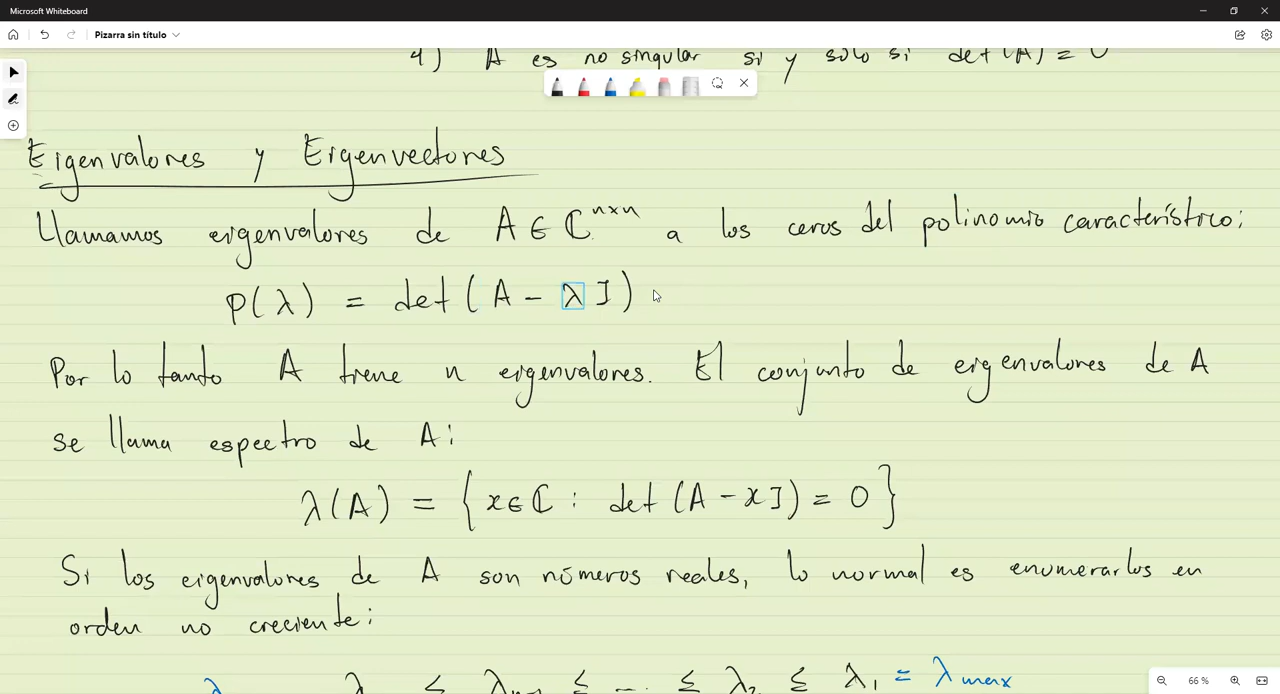 Microsoft Whiteboard
Pizarra sin título
4) A es no singular si y sólo si det(A) = 0
Eigenvalores y Eigenvectores
Llamamos eigenvalores de A ∈ ℂⁿˣⁿ a los ceros del polinomio característico:
P(λ) = det(A - λI)
Por lo tanto A tiene n eigenvalores. El conjunto de eigenvalores de A
se llama espectro de A:
λ(A) = {x ∈ ℂ : det(A - xI) = 0}
Si los eigenvalores de A son números reales, lo normal es enumerarlos en
orden no creciente:
≤ ≤ ... ≤ λ₂ ≤ λ₁ = λmax
66 %